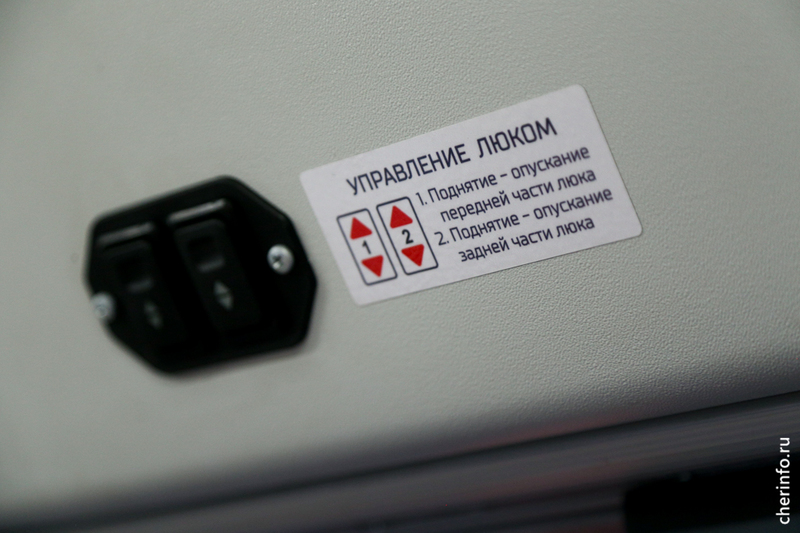 УПРАВЛЕНИЕ ЛЮКОМ
1. Поднятие - опускание
передней части люка
2. Поднятие - опускание
задней части люка
1
2
cherinfo.ru